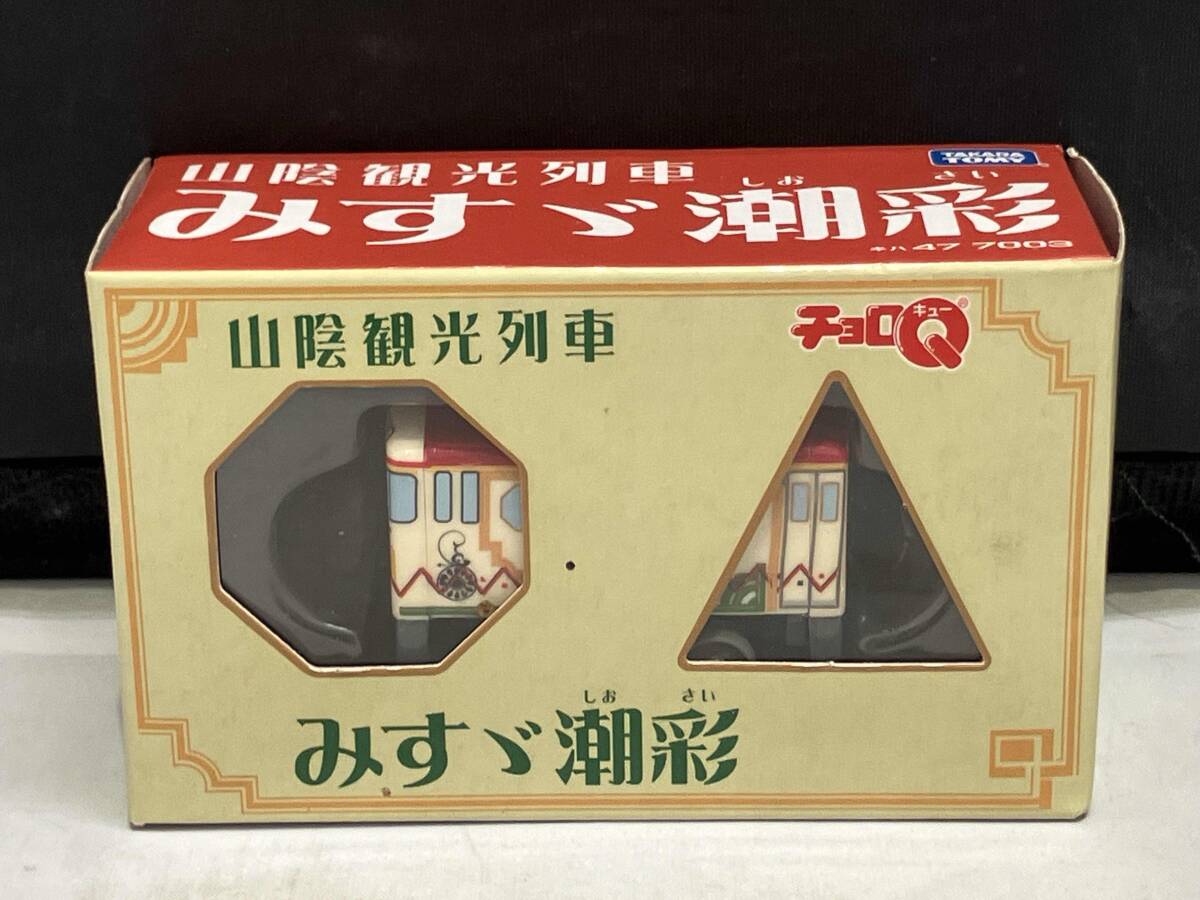 山陰観光列車
TAKARA
TOMY
しお さい
みすゞ潮彩
キハ 47 7003
山陰観光列車
チョロQ
キュー
®
しお さい
みすゞ潮彩